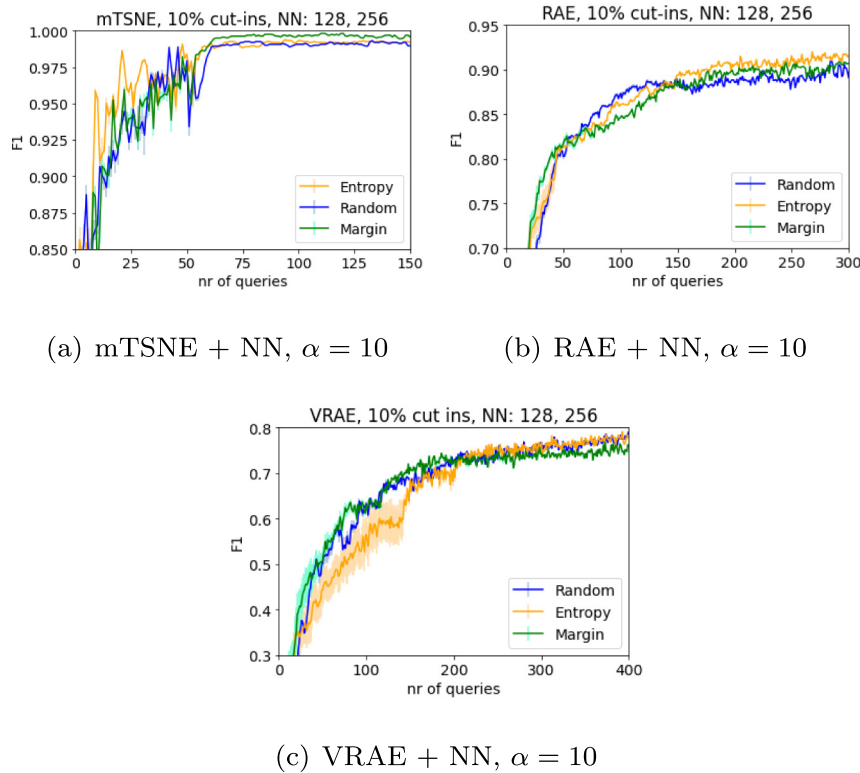 mTSNE, 10% cut-ins, NN: 128, 256
1.000
0.975
0.950
0.925
0.900
0.875
0.850
F1
0 25 50 75 100 125 150
nr of queries
Entropy
Random
Margin
(a) mTSNE + NN, α = 10
RAE, 10% cut-ins, NN: 128, 256
0.95
0.90
0.85
0.80
0.75
0.70
F1
0 50 100 150 200 250 300
nr of queries
Random
Entropy
Margin
(b) RAE + NN, α = 10
VRAE, 10% cut ins, NN: 128, 256
0.8
0.7
0.6
0.5
0.4
0.3
F1
0 100 200 300 400
nr of queries
Random
Entropy
Margin
(c) VRAE + NN, α = 10